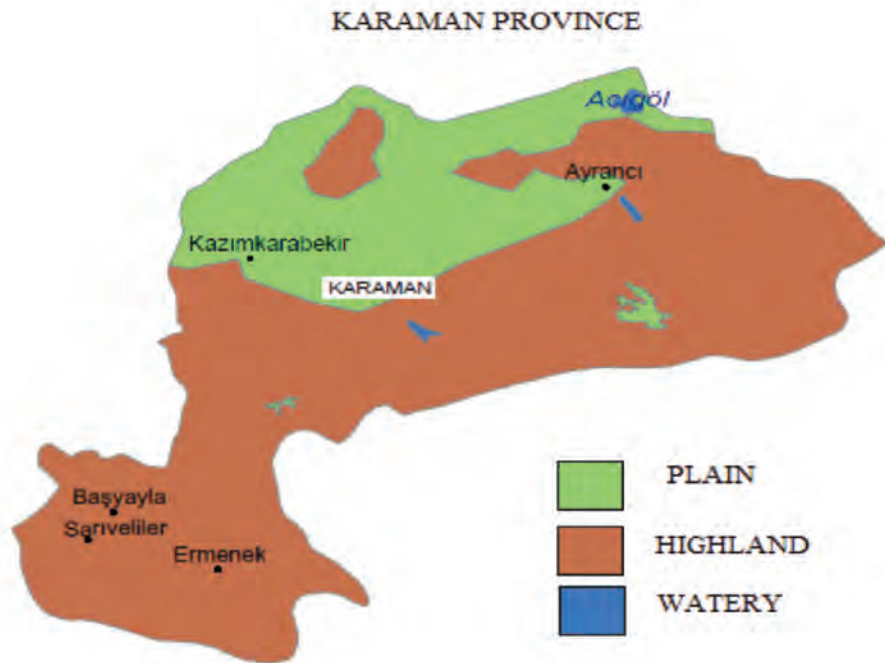 KARAMAN PROVINCE
Acıgöl
Ayrancı
Kazımkarabekir
KARAMAN
Başyayla
Sarıveliler
Ermenek
PLAIN
HIGHLAND
WATERY